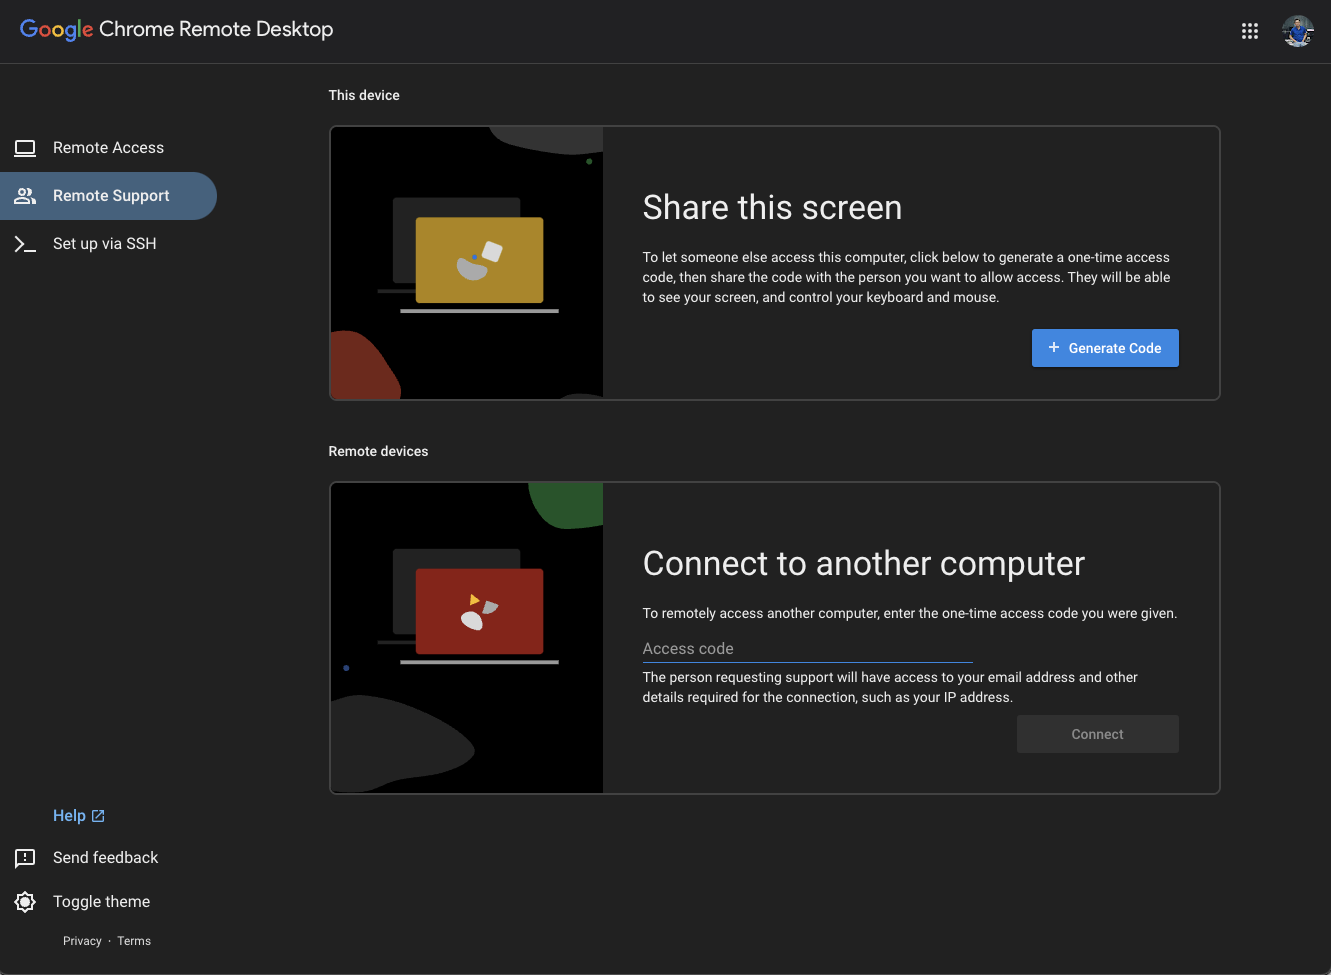 Google Chrome Remote Desktop
Remote Access
Remote Support
Set up via SSH
This device
Share this screen
To let someone else access this computer, click below to generate a one-time access
code, then share the code with the person you want to allow access. They will be able
to see your screen, and control your keyboard and mouse.
+ Generate Code
Remote devices
Connect to another computer
To remotely access another computer, enter the one-time access code you were given.
Access code
The person requesting support will have access to your email address and other
details required for the connection, such as your IP address.
Connect
Help
Send feedback
Toggle theme
Privacy · Terms